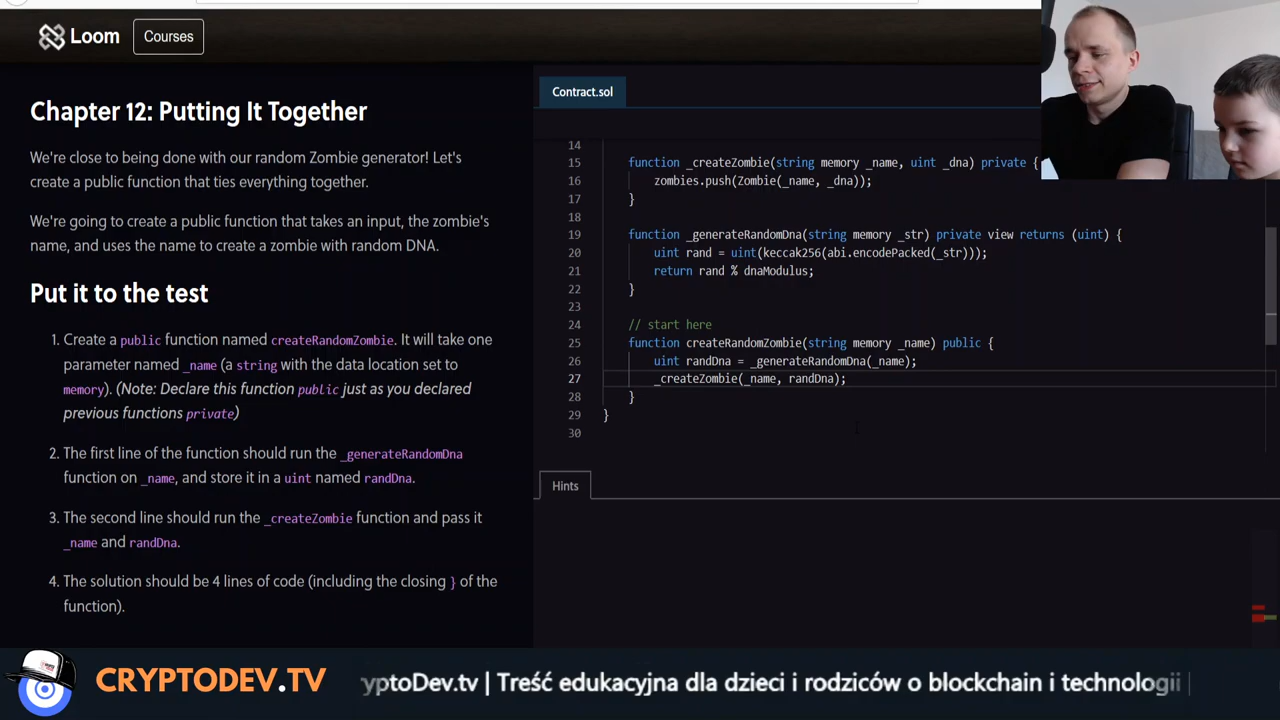 Loom
Courses
Chapter 12: Putting It Together
We're close to being done with our random Zombie generator! Let's
create a public function that ties everything together.
We're going to create a public function that takes an input, the zombie's
name, and uses the name to create a zombie with random DNA.
Put it to the test
1. Create a public function named createRandomZombie. It will take one
parameter named _name (a string with the data location set to
memory). (Note: Declare this function public just as you declared
previous functions private)
2. The first line of the function should run the _generateRandomDna
function on _name, and store it in a uint named randDna.
3. The second line should run the _createZombie function and pass it
_name and randDna.
4. The solution should be 4 lines of code (including the closing } of the
function).
Contract.sol
14
15 function _createZombie(string memory _name, uint _dna) private {
16 zombies.push(Zombie(_name, _dna));
17 }
18
19 function _generateRandomDna(string memory _str) private view returns (uint) {
20 uint rand = uint(keccak256(abi.encodePacked(_str)));
21 return rand % dnaModulus;
22 }
23
24 // start here
25 function createRandomZombie(string memory _name) public {
26 uint randDna = _generateRandomDna(_name);
27 _createZombie(_name, randDna);
28 }
29 }
30
Hints
CRYPTODEV.TV
yptoDev.tv | Treść edukacyjna dla dzieci i rodziców o blockchain i technologii |